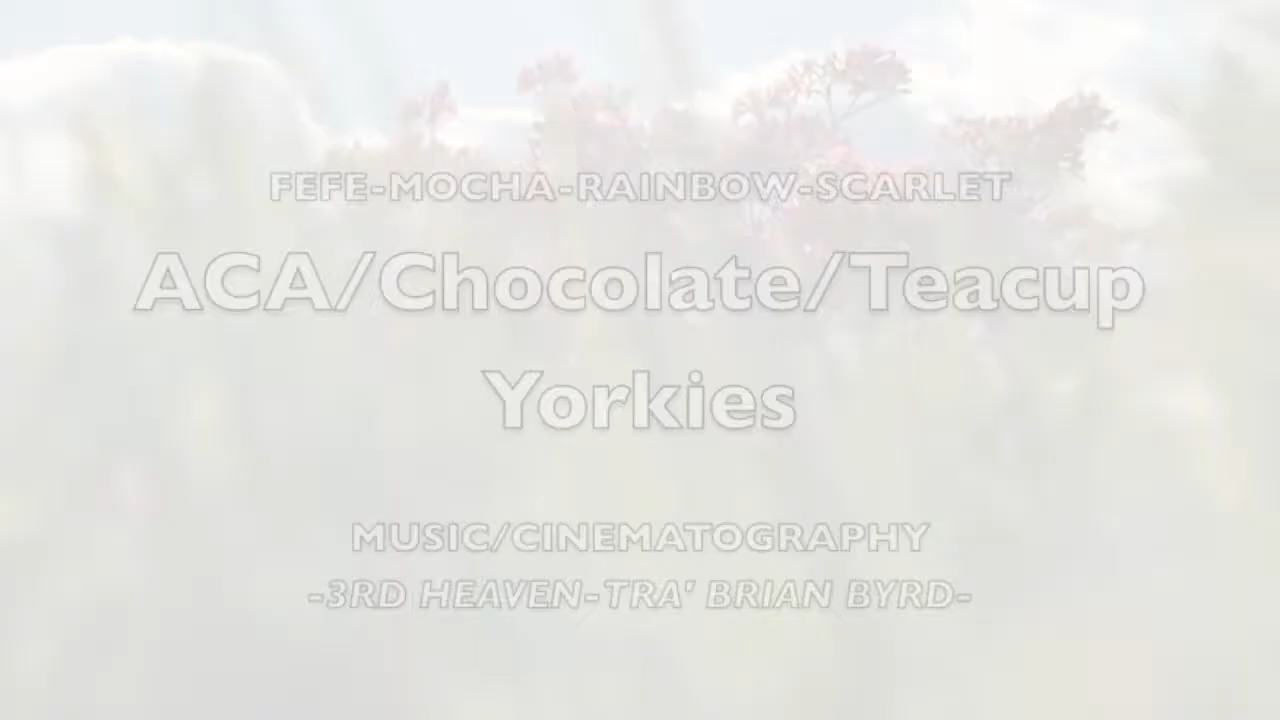 FEFE-MOCHA-RAINBOW-SCARLET
ACA/Chocolate/Teacup
Yorkies
MUSIC/CINEMATOGRAPHY
-3RD HEAVEN-TRA' BRIAN BYRD-